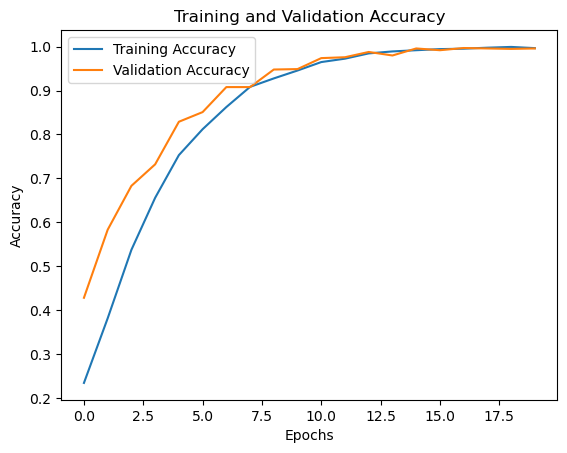 Training and Validation Accuracy
Training Accuracy
Validation Accuracy
1.0
0.9
0.8
0.7
0.6
0.5
0.4
0.3
0.2
Accuracy
0.0 2.5 5.0 7.5 10.0 12.5 15.0 17.5
Epochs